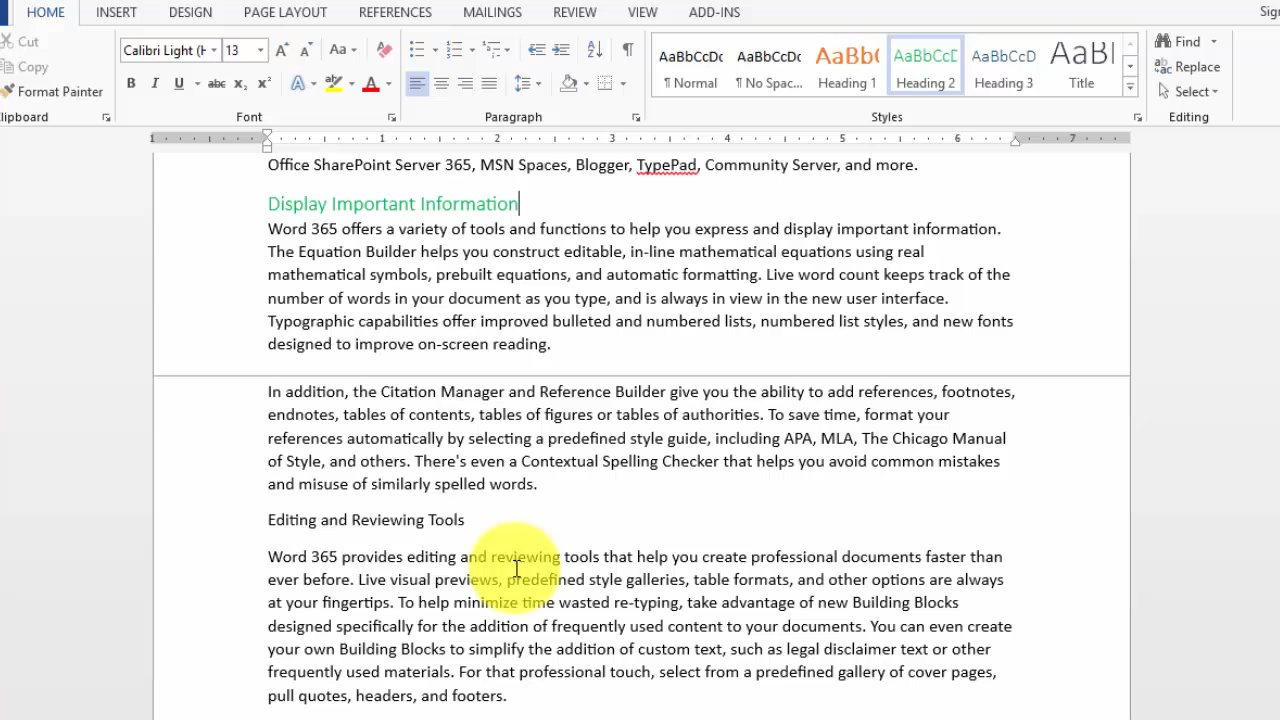 HOME INSERT DESIGN PAGE LAYOUT REFERENCES MAILINGS REVIEW VIEW ADD-INS Sig
Cut
Copy
Format Painter
lipboard
Calibri Light (H 13
Aa
B I U abc x₂ x² A ab A
Font
Paragraph
AaBbCcDc AaBbCcDc AaBbC AaBbCcE AaBbCcD AaBl
¶ Normal ¶ No Spac... Heading 1 Heading 2 Heading 3 Title
Styles
Find
Replace
Select
Editing
1 1 2 3 4 5 6 7
Office SharePoint Server 365, MSN Spaces, Blogger, TypePad, Community Server, and more.
Display Important Information
Word 365 offers a variety of tools and functions to help you express and display important information.
The Equation Builder helps you construct editable, in-line mathematical equations using real
mathematical symbols, prebuilt equations, and automatic formatting. Live word count keeps track of the
number of words in your document as you type, and is always in view in the new user interface.
Typographic capabilities offer improved bulleted and numbered lists, numbered list styles, and new fonts
designed to improve on-screen reading.
In addition, the Citation Manager and Reference Builder give you the ability to add references, footnotes,
endnotes, tables of contents, tables of figures or tables of authorities. To save time, format your
references automatically by selecting a predefined style guide, including APA, MLA, The Chicago Manual
of Style, and others. There's even a Contextual Spelling Checker that helps you avoid common mistakes
and misuse of similarly spelled words.
Editing and Reviewing Tools
Word 365 provides editing and reviewing tools that help you create professional documents faster than
ever before. Live visual previews, predefined style galleries, table formats, and other options are always
at your fingertips. To help minimize time wasted re-typing, take advantage of new Building Blocks
designed specifically for the addition of frequently used content to your documents. You can even create
your own Building Blocks to simplify the addition of custom text, such as legal disclaimer text or other
frequently used materials. For that professional touch, select from a predefined gallery of cover pages,
pull quotes, headers, and footers.